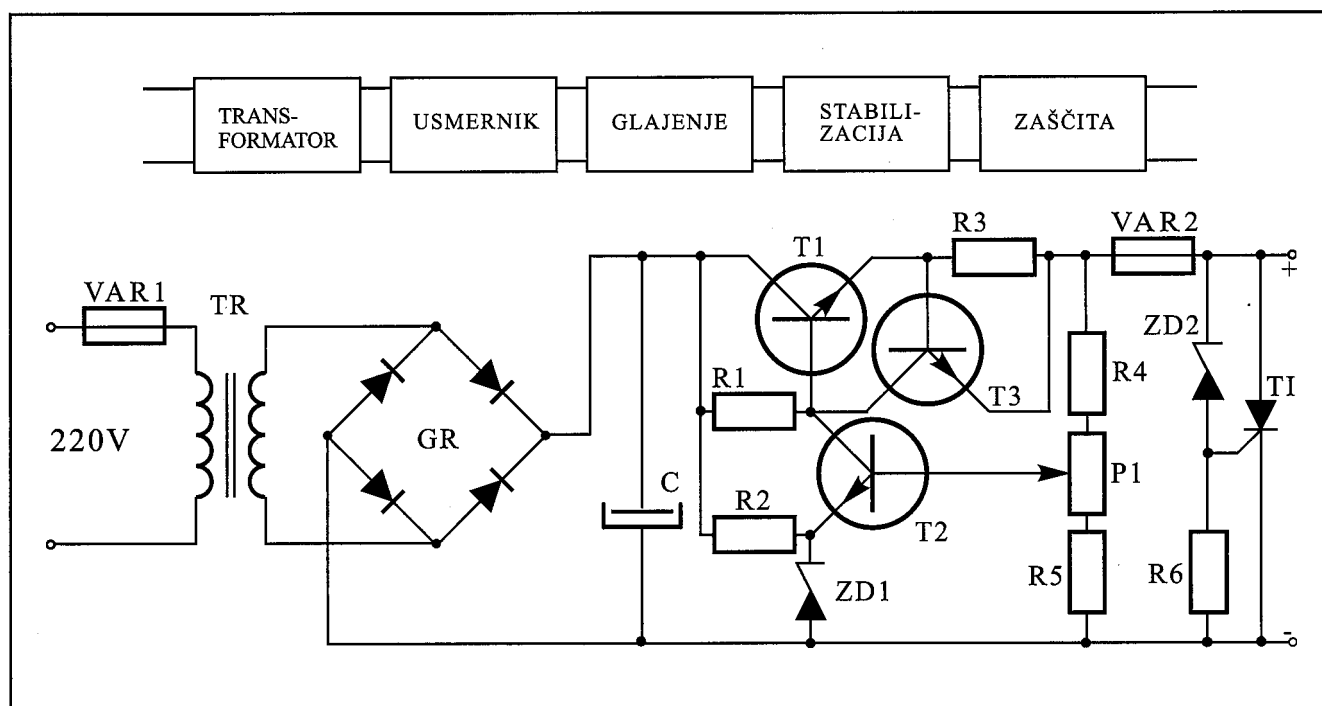 TRANS-
FORMATOR
USMERNIK
GLAJENJE
STABILI-
ZACIJA
ZAŠČITA
VAR1
TR
220V
GR
C
R1
R2
T1
T2
T3
ZD1
R3
VAR2
R4
P1
R5
ZD2
TI
R6
+
-